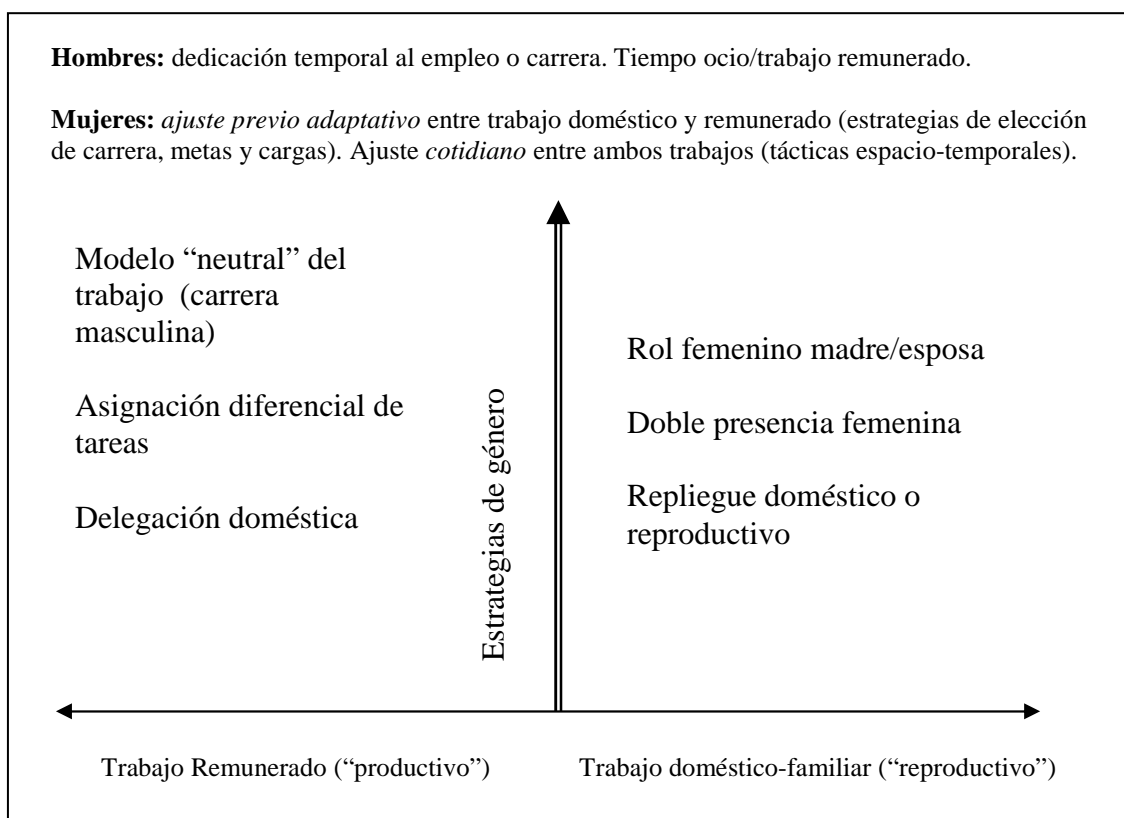 Hombres: dedicación temporal al empleo o carrera. Tiempo ocio/trabajo remunerado.
Mujeres: ajuste previo adaptativo entre trabajo doméstico y remunerado (estrategias de elección
de carrera, metas y cargas). Ajuste cotidiano entre ambos trabajos (tácticas espacio-temporales).
Modelo “neutral” del
trabajo (carrera
masculina)
Asignación diferencial de
tareas
Delegación doméstica
Estrategias de género
Rol femenino madre/esposa
Doble presencia femenina
Repliegue doméstico o
reproductivo
Trabajo Remunerado (“productivo”)
Trabajo doméstico-familiar (“reproductivo”)